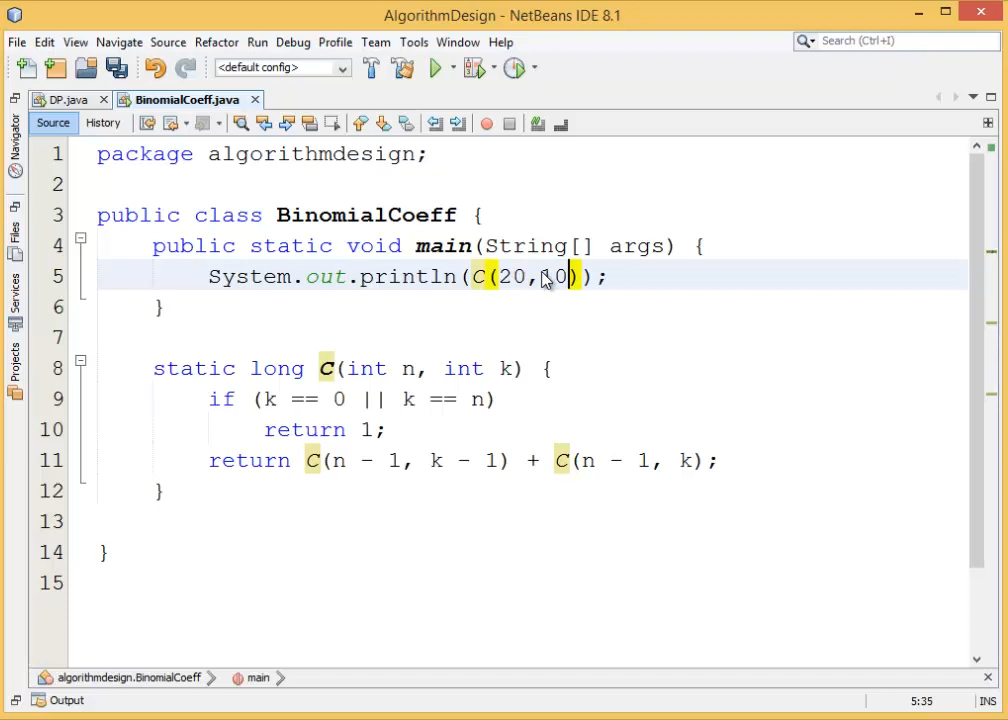 AlgorithmDesign - NetBeans IDE 8.1
File Edit View Navigate Source Refactor Run Debug Profile Team Tools Window Help
Search (Ctrl+I)
<default config>
DP.java
BinomialCoeff.java
Source
History
Navigator
Files
Services
Projects
1 package algorithmdesign;
2
3 public class BinomialCoeff {
4 public static void main(String[] args) {
5 System.out.println(C(20,10));
6 }
7
8 static long C(int n, int k) {
9 if (k == 0 || k == n)
10 return 1;
11 return C(n - 1, k - 1) + C(n - 1, k);
12 }
13
14 }
15
algorithmdesign.BinomialCoeff
main
Output
5:35
INS